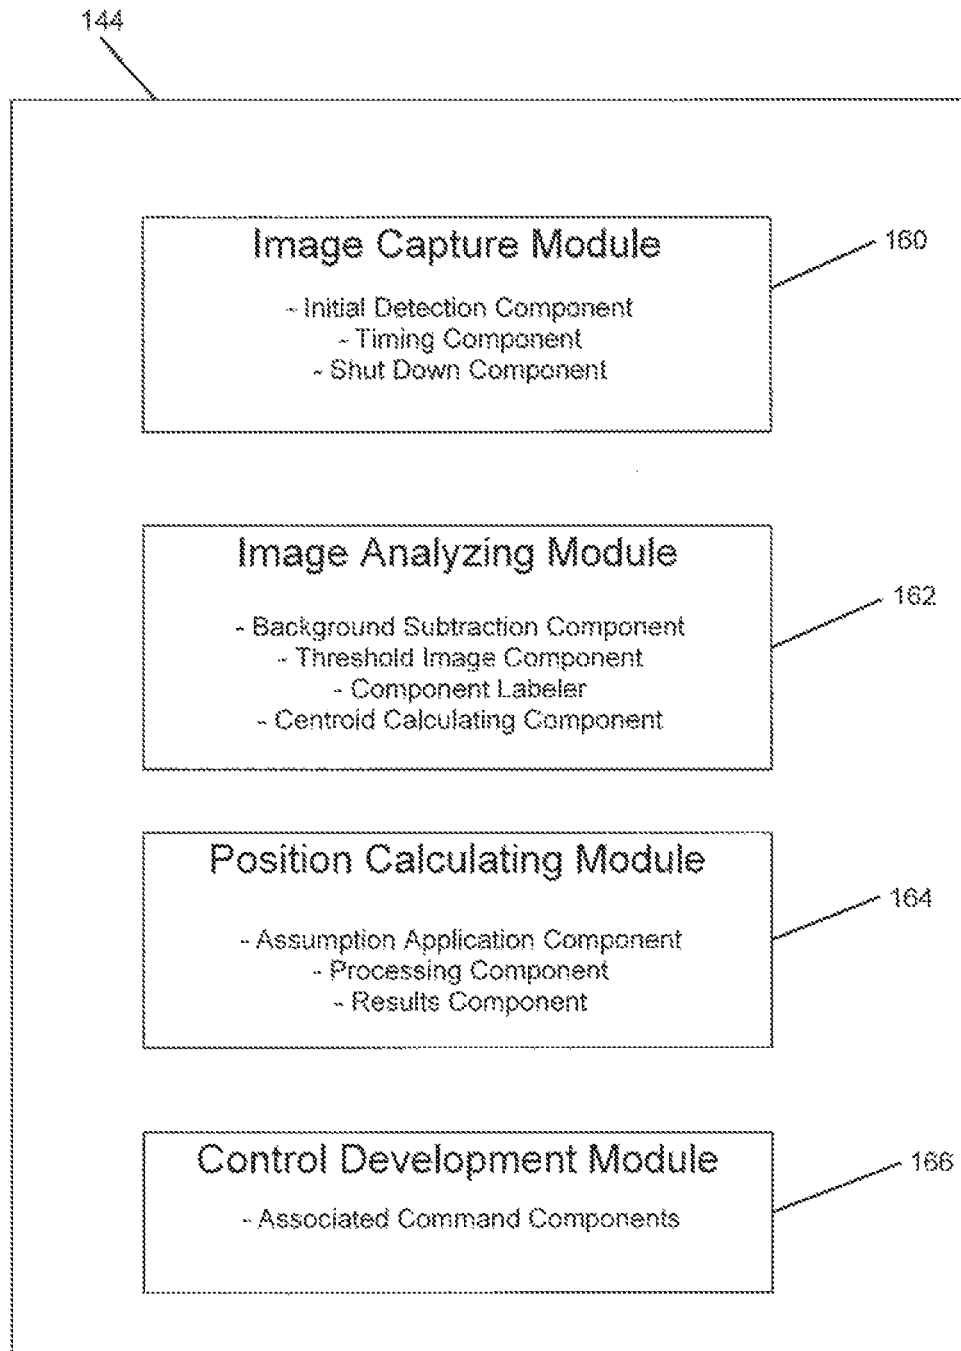 144
Image Capture Module
160
- Initial Detection Component
- Timing Component
- Shut Down Component
Image Analyzing Module
162
- Background Subtraction Component
- Threshold Image Component
- Component Labeler
- Centroid Calculating Component
Position Calculating Module
164
- Assumption Application Component
- Processing Component
- Results Component
Control Development Module
166
- Associated Command Components